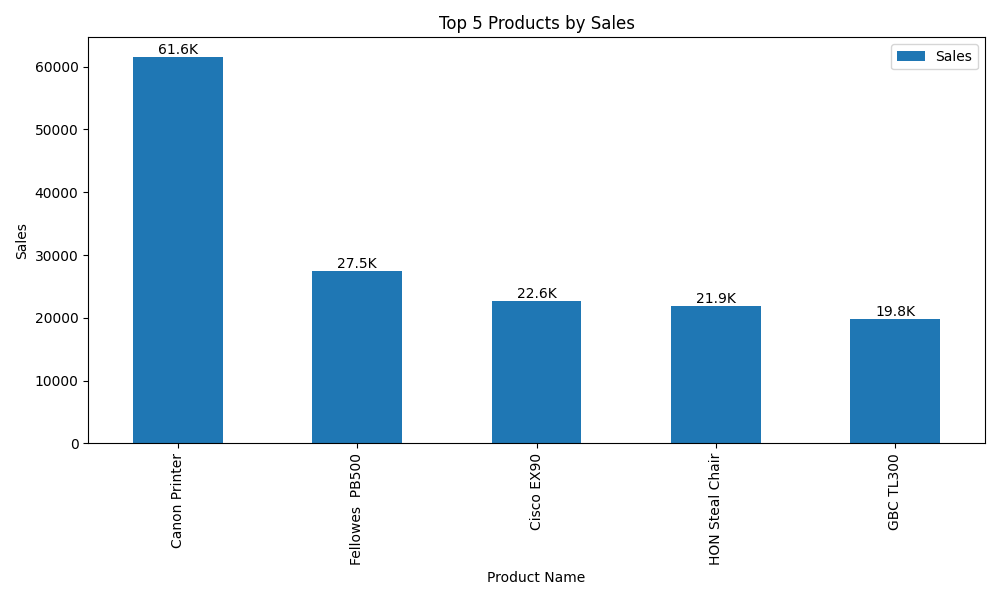 Top 5 Products by Sales
Sales
61.6K
27.5K
22.6K
21.9K
19.8K
60000
50000
40000
30000
20000
10000
0
Sales
Canon Printer
Fellowes  PB500
Cisco EX90
HON Steal Chair
GBC TL300
Product Name